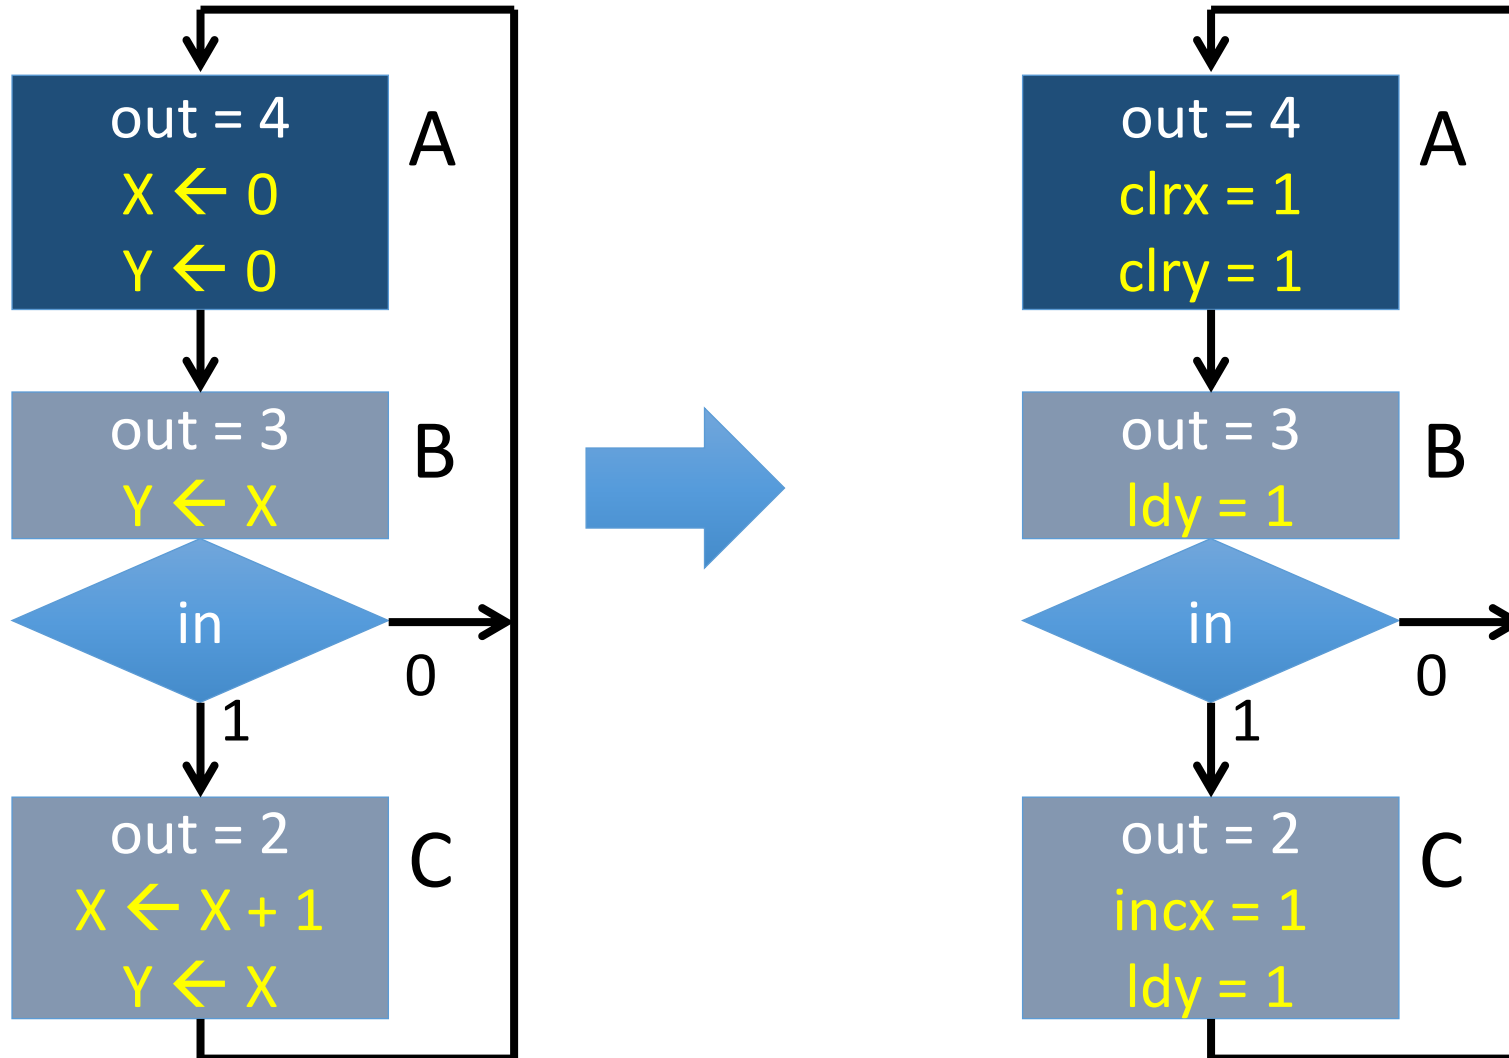 out = 4
X ← 0
Y ← 0
A
out = 3
Y ← X
B
in
0
1
out = 2
X ← X + 1
Y ← X
C
out = 4
clrx = 1
clry = 1
A
out = 3
ldy = 1
B
in
0
1
out = 2
incx = 1
ldy = 1
C